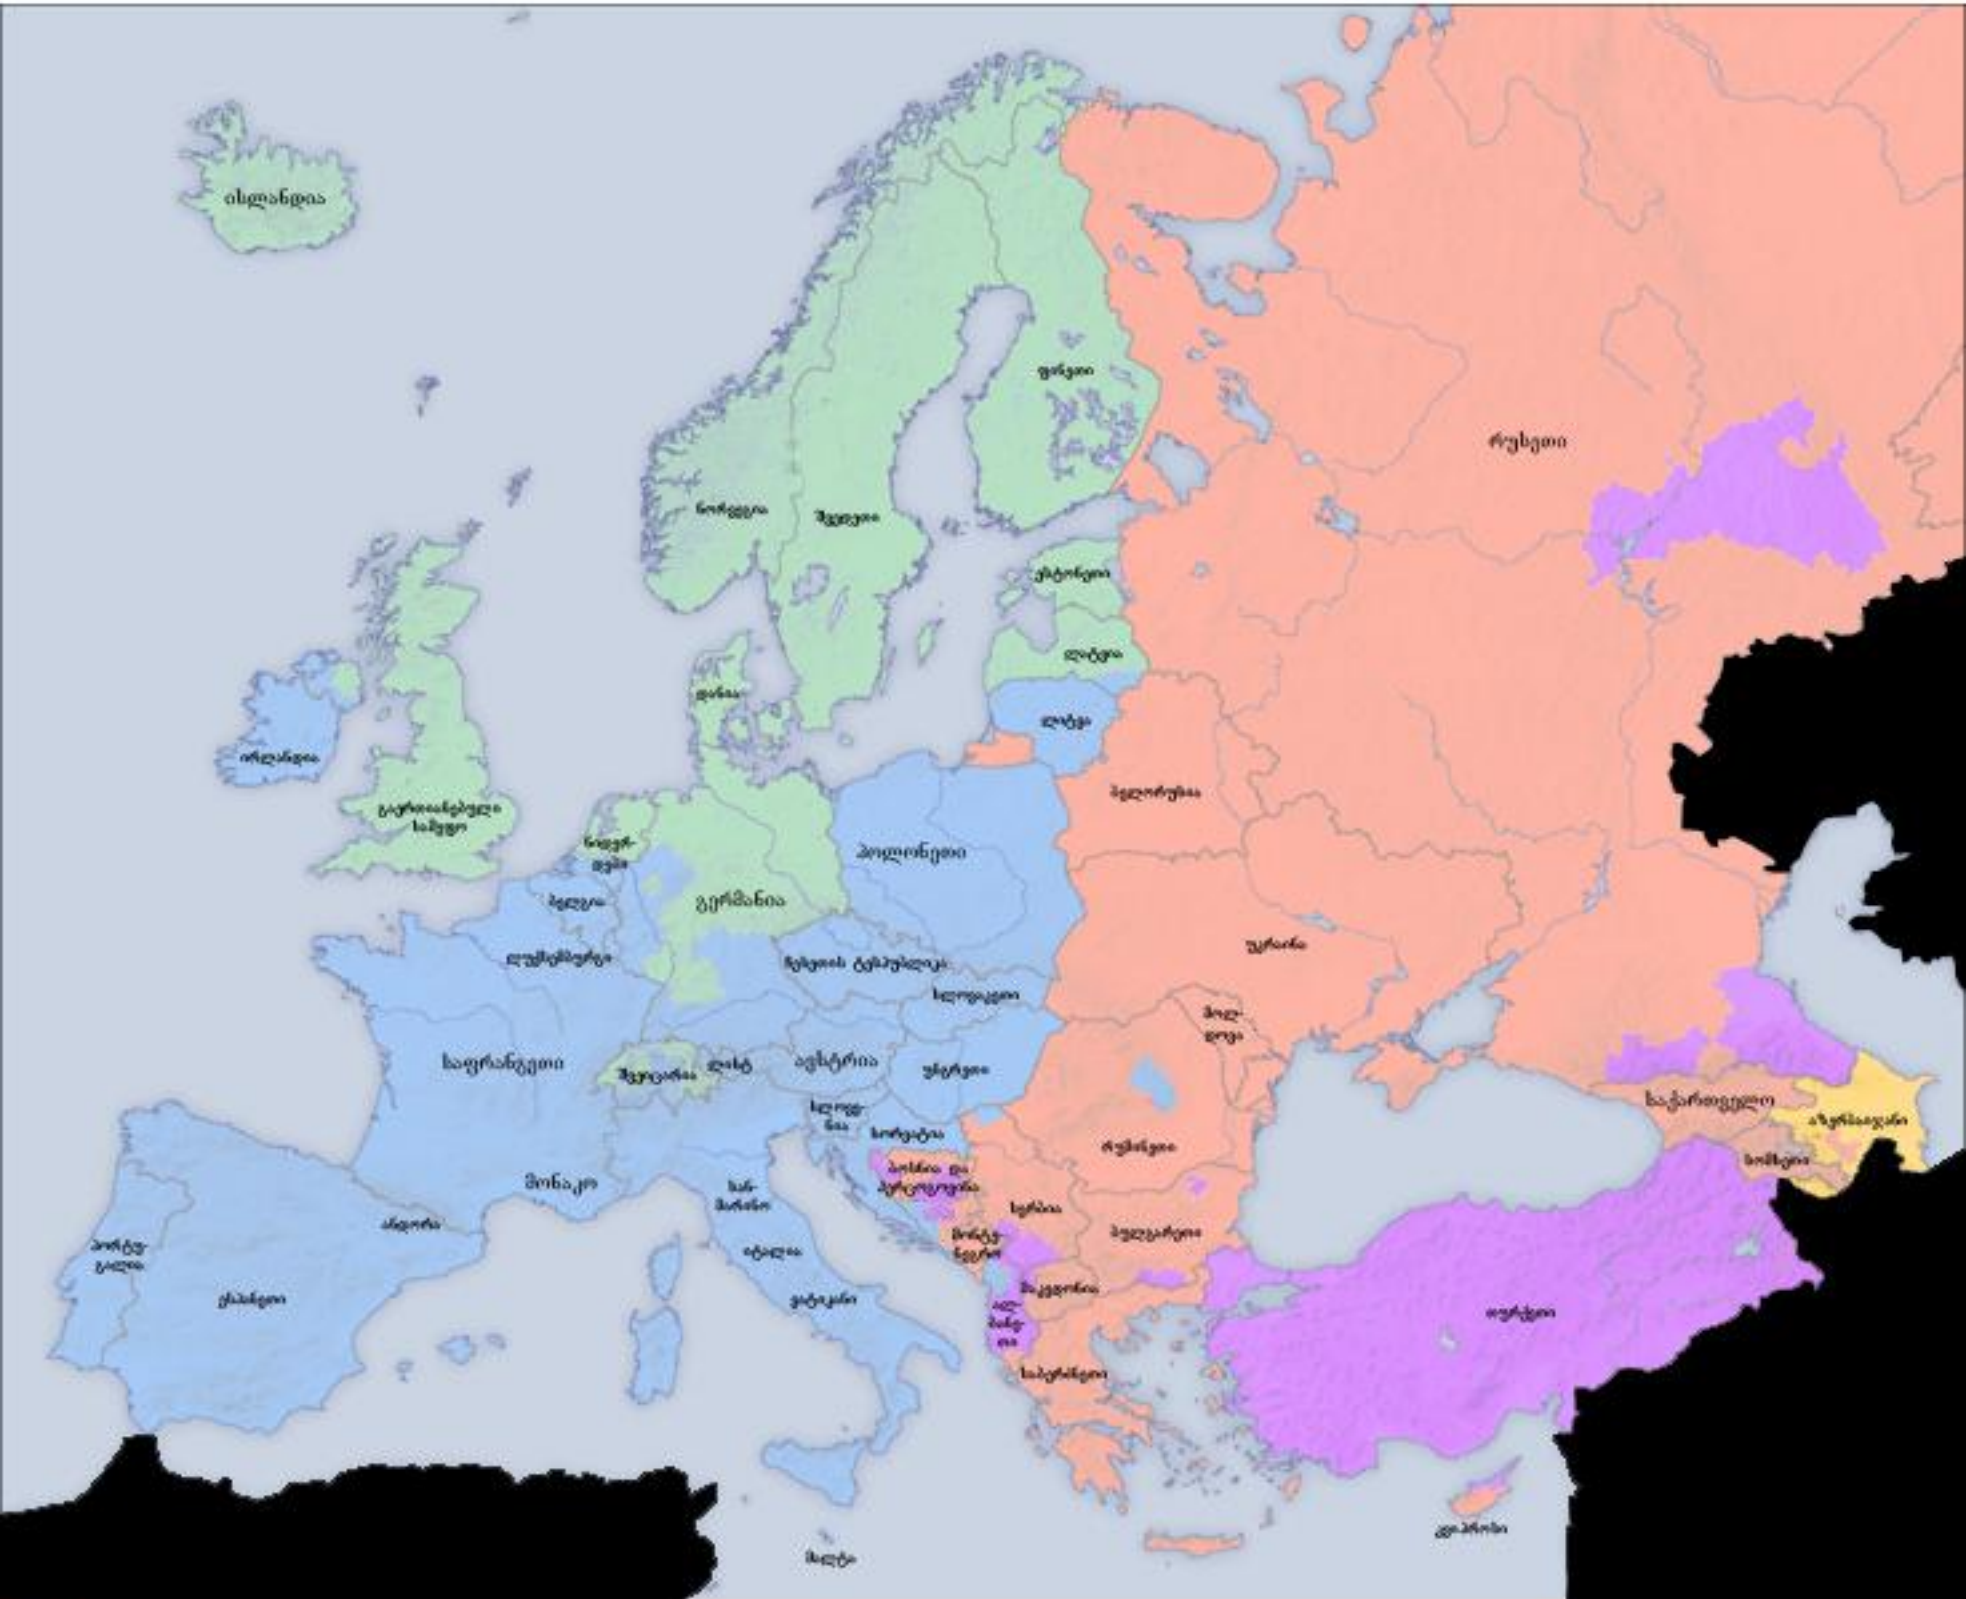 ისლანდია
ფინეთი
რუსეთი
ნორვეგია
შვედეთი
ესტონეთი
ლატვია
დანია
ლიტვა
ირლანდია
ბელორუსია
გაერთიანებული
სამეფო
ნიდერ-
პოლონეთი
ბელგია
გერმანია
უკრაინა
ლუქსემბურგი
ჩეხეთის
სლოვაკეთი
მოლ-
დოვა
საფრანგეთი
შვეიცარია
ლიხტ
ავსტრია
უნგრეთი
საქართველო
აზერბაიჯანი
სლოვე-
ნია
ხორვატია
რუმინეთი
სომხეთი
ბოსნია და
ჰერცოგოვინა
მონაკო
სან-
მარინო
სერბია
ანდორა
მონტე-
ნეგრო
ბულგარეთი
პორტუ-
გალია
იტალია
მაკედონია
ესპანეთი
ვატიკანი
თურქეთი
ალ-
ბანე-
თი
საბერძნეთი
კვიპროსი
მალტა